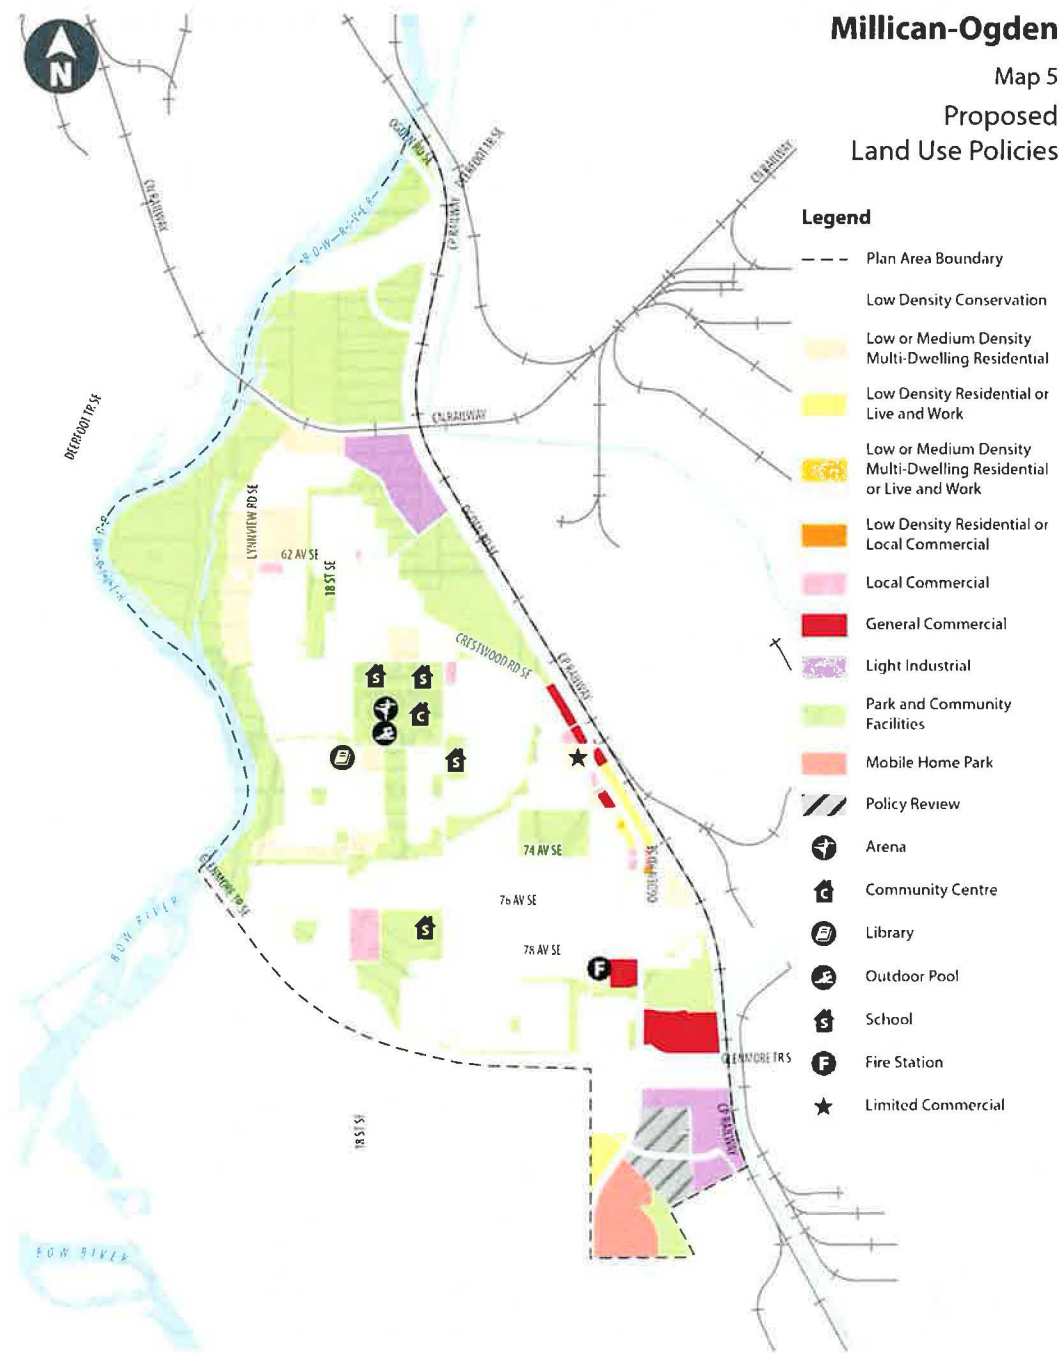 Millican-Ogden
Map 5
Proposed
Land Use Policies
N
Legend
Plan Area Boundary
Low Density Conservation
Low or Medium Density
Multi-Dwelling Residential
Low Density Residential or
Live and Work
Low or Medium Density
Multi-Dwelling Residential
or Live and Work
Low Density Residential or
Local Commercial
Local Commercial
General Commercial
Light Industrial
Park and Community
Facilities
Mobile Home Park
Policy Review
Arena
C
Community Centre
Library
Outdoor Pool
S
School
F
Fire Station
Limited Commercial
OGDEN RD SE
DEERFOOT TR SE
CN RAILWAY
CN RAILWAY
CP RAILWAY
BOW RIVER
CN RAILWAY
DEERFOOT TR SE
LYNNVIEW RD SE
OGDEN RD SE
62 AV SE
18 ST SE
CRESTWOOD RD SE
CP RAILWAY
S
S
C
S
74 AV SE
OGDEN RD SE
GLENMORE TR SE
76 AV SE
BOW RIVER
S
78 AV SE
F
GLENMORE TR S
18 ST SE
CP RAILWAY
BOW RIVER